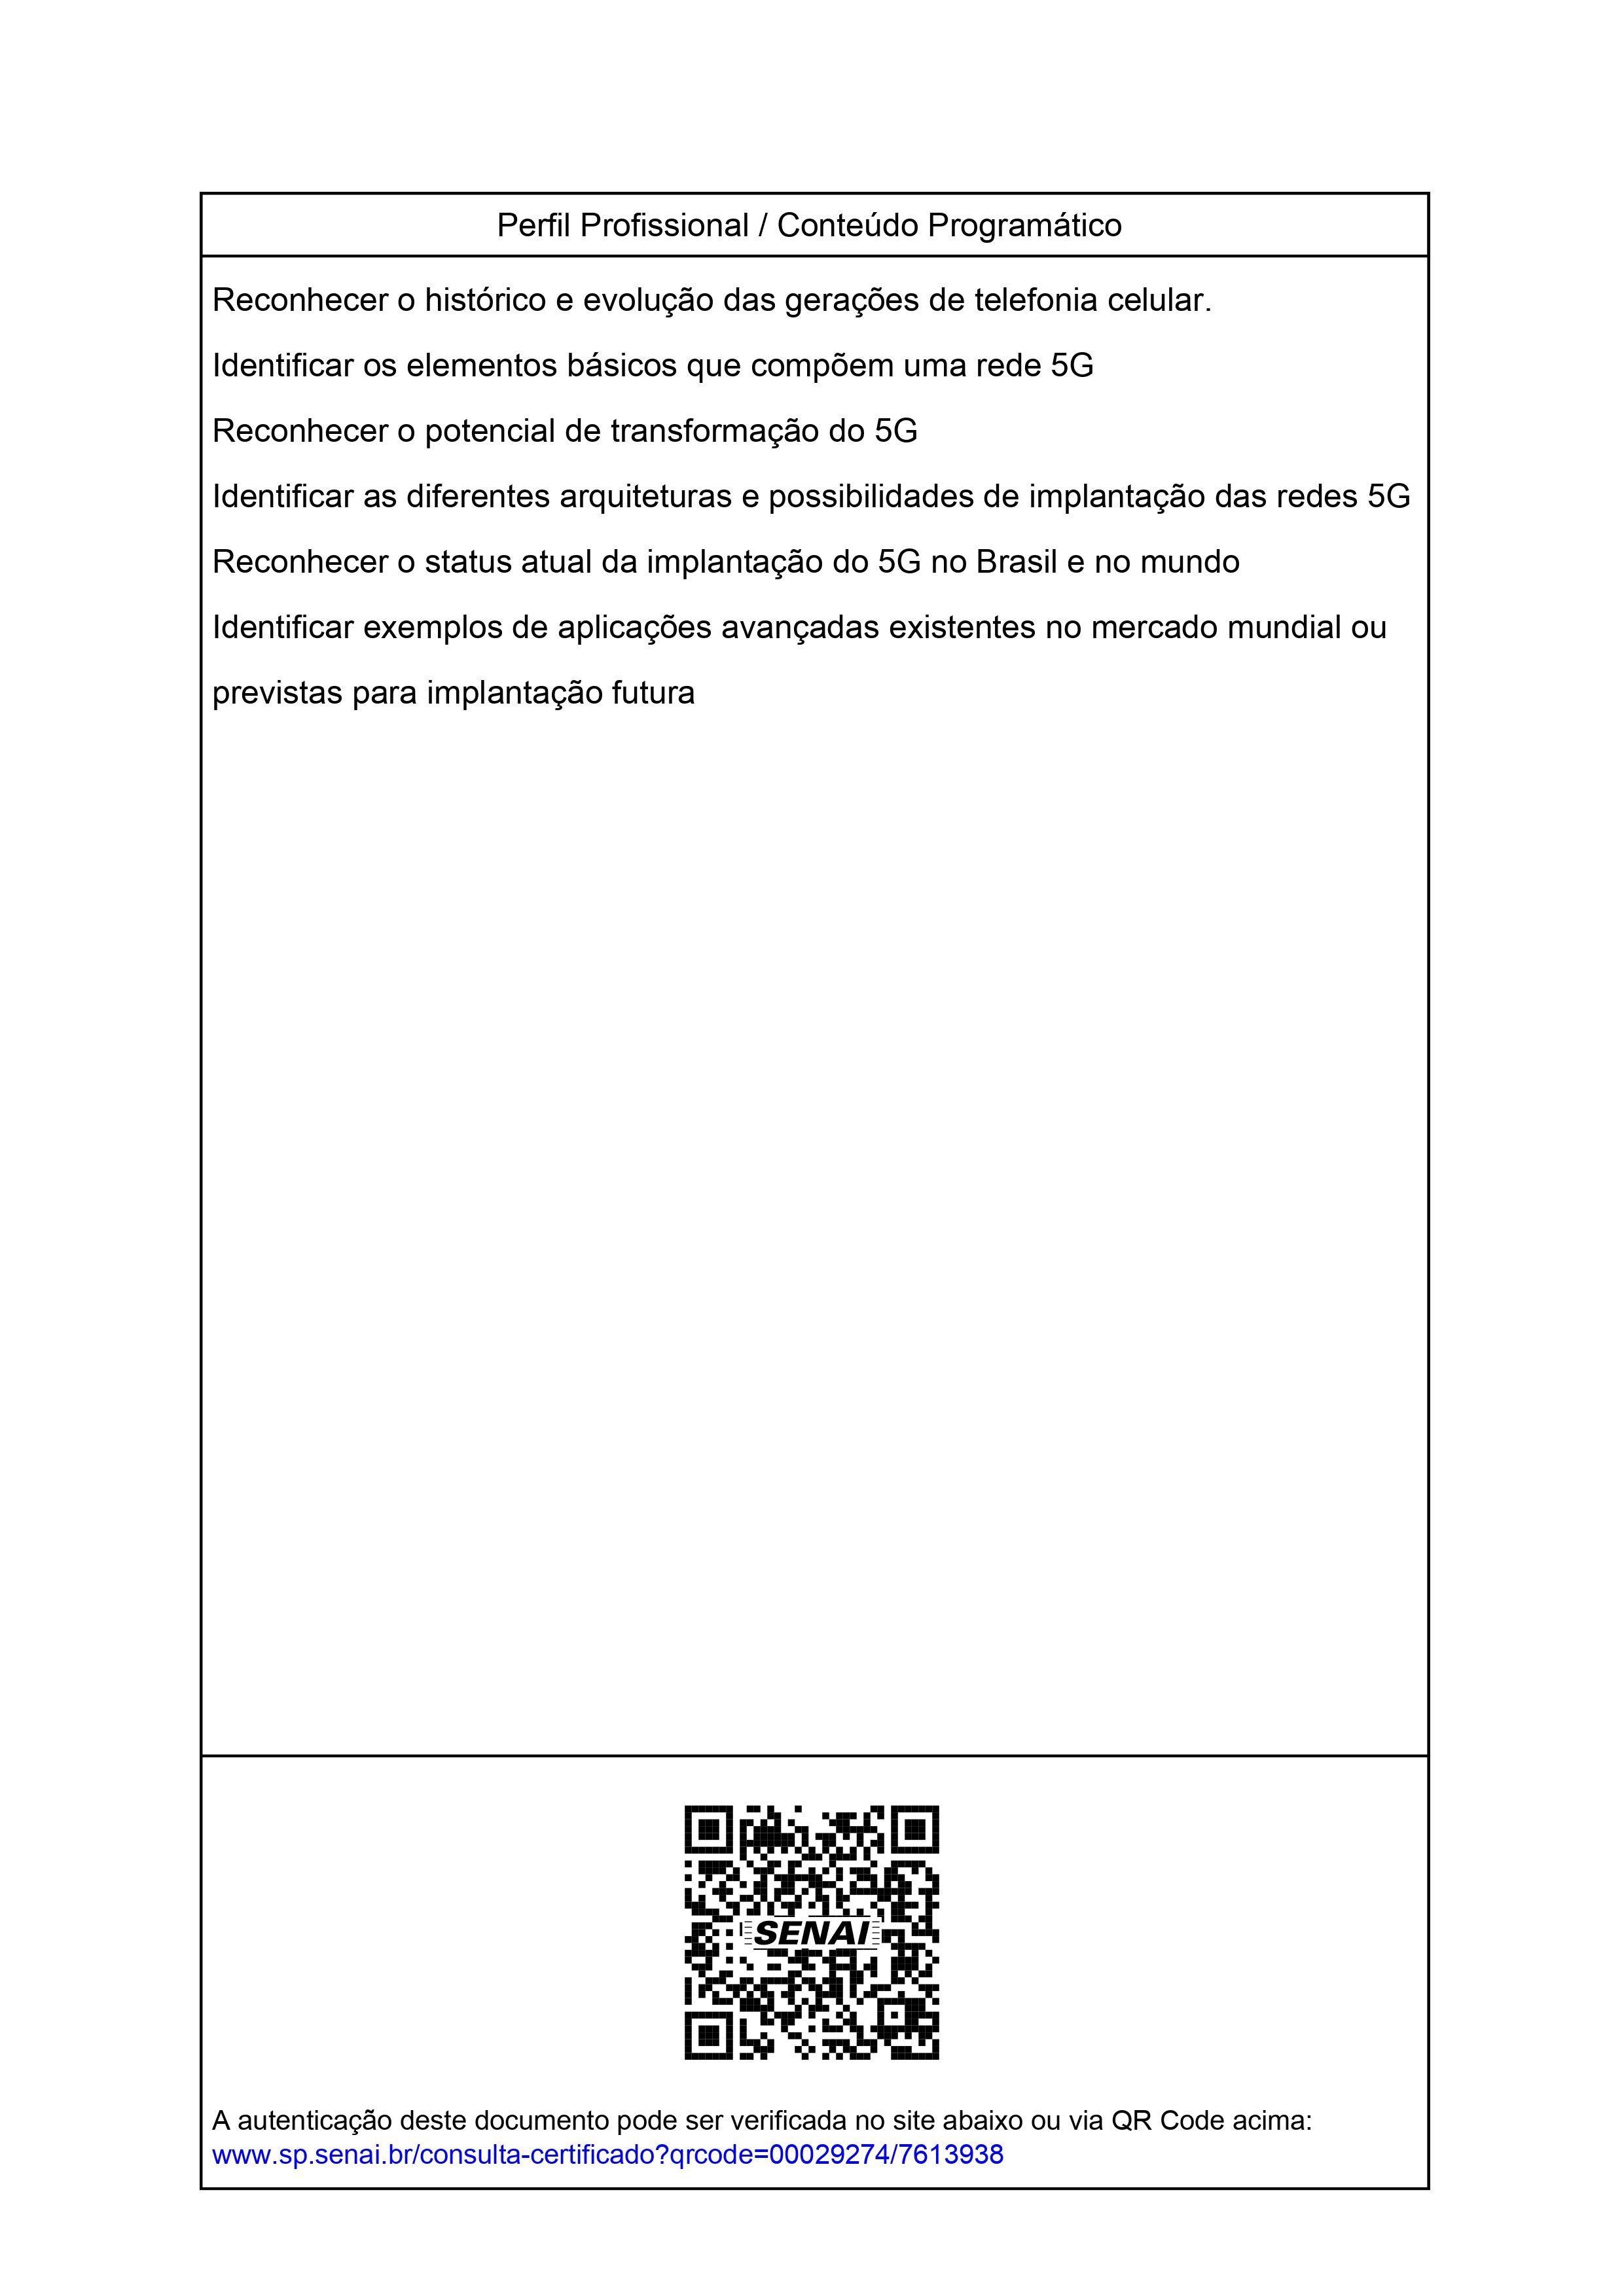 Perfil Profissional / Conteúdo Programático
Reconhecer o histórico e evolução das gerações de telefonia celular.
Identificar os elementos básicos que compõem uma rede 5G
Reconhecer o potencial de transformação do 5G
Identificar as diferentes arquiteturas e possibilidades de implantação das redes 5G
Reconhecer o status atual da implantação do 5G no Brasil e no mundo
Identificar exemplos de aplicações avançadas existentes no mercado mundial ou
previstas para implantação futura
SENAI
A autenticação deste documento pode ser verificada no site abaixo ou via QR Code acima:
www.sp.senai.br/consulta-certificado?qrcode=00029274/7613938